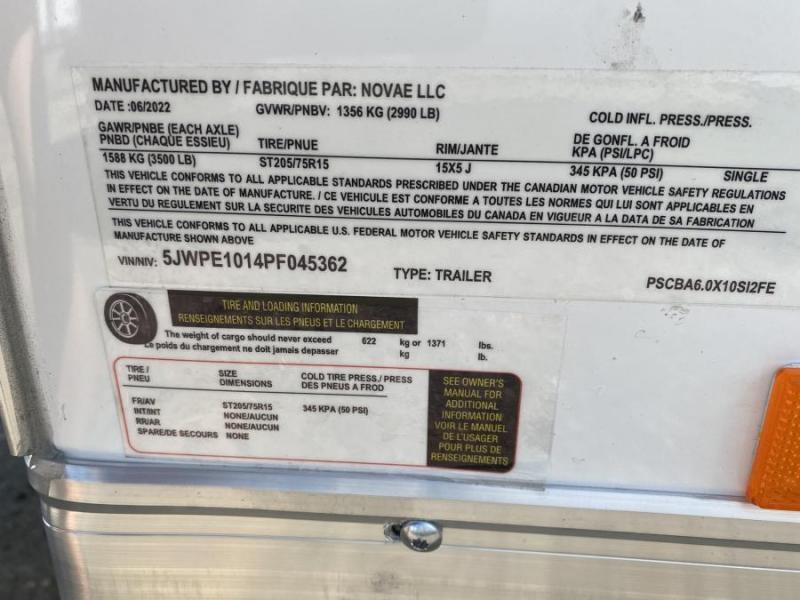 MANUFACTURED BY / FABRIQUE PAR: NOVAE LLC
DATE :06/2022 GVWR/PNBV: 1356 KG (2990 LB) COLD INFL. PRESS./PRESS.
GAWR/PNBE (EACH AXLE) DE GONFL. A FROID
PNBD (CHAQUE ESSIEU) TIRE/PNUE RIM/JANTE KPA (PSI/LPC)
1588 KG (3500 LB) ST205/75R15 15X5 J 345 KPA (50 PSI) SINGLE
THIS VEHICLE CONFORMS TO ALL APPLICABLE STANDARDS PRESCRIBED UNDER THE CANADIAN MOTOR VEHICLE SAFETY REGULATIONS
IN EFFECT ON THE DATE OF MANUFACTURE. / CE VEHICULE EST CONFORME A TOUTES LES NORMES QUI LUI SONT APPLICABLES EN
VERTU DU REGULEMENT SUR LA SECURITE DES VEHICULES AUTOMOBILES DU CANADA EN VIGUEUR A LA DATA DE SA FABRICATION
THIS VEHICLE CONFORMS TO ALL APPLICABLE U.S. FEDERAL MOTOR VEHICLE SAFETY STANDARDS IN EFFECT ON THE DATE OF
MANUFACTURE SHOWN ABOVE
VIN/NIV: 5JWPE1014PF045362 TYPE: TRAILER PSCBA6.0X10SI2FE
TIRE AND LOADING INFORMATION
RENSEIGNEMENTS SUR LES PNEUS ET LE CHARGEMENT
The weight of cargo should never exceed 622 kg or 1371 lbs.
Le poids du chargement ne doit jamais depasser kg lb.
TIRE / SIZE COLD TIRE PRESS./ PRESS
PNEU DIMENSIONS DES PNEUS A FROD
FR/AV ST205/75R15 345 KPA (50 PSI)
INT/INT NONE/AUCUN
RR/AR NONE/AUCUN
SPARE/DE SECOURS NONE
SEE OWNER'S
MANUAL FOR
ADDITIONAL
INFORMATION
VOIR LE MANUEL
DE L'USAGER
POUR PLUS DE
RENSEIGNEMENTS